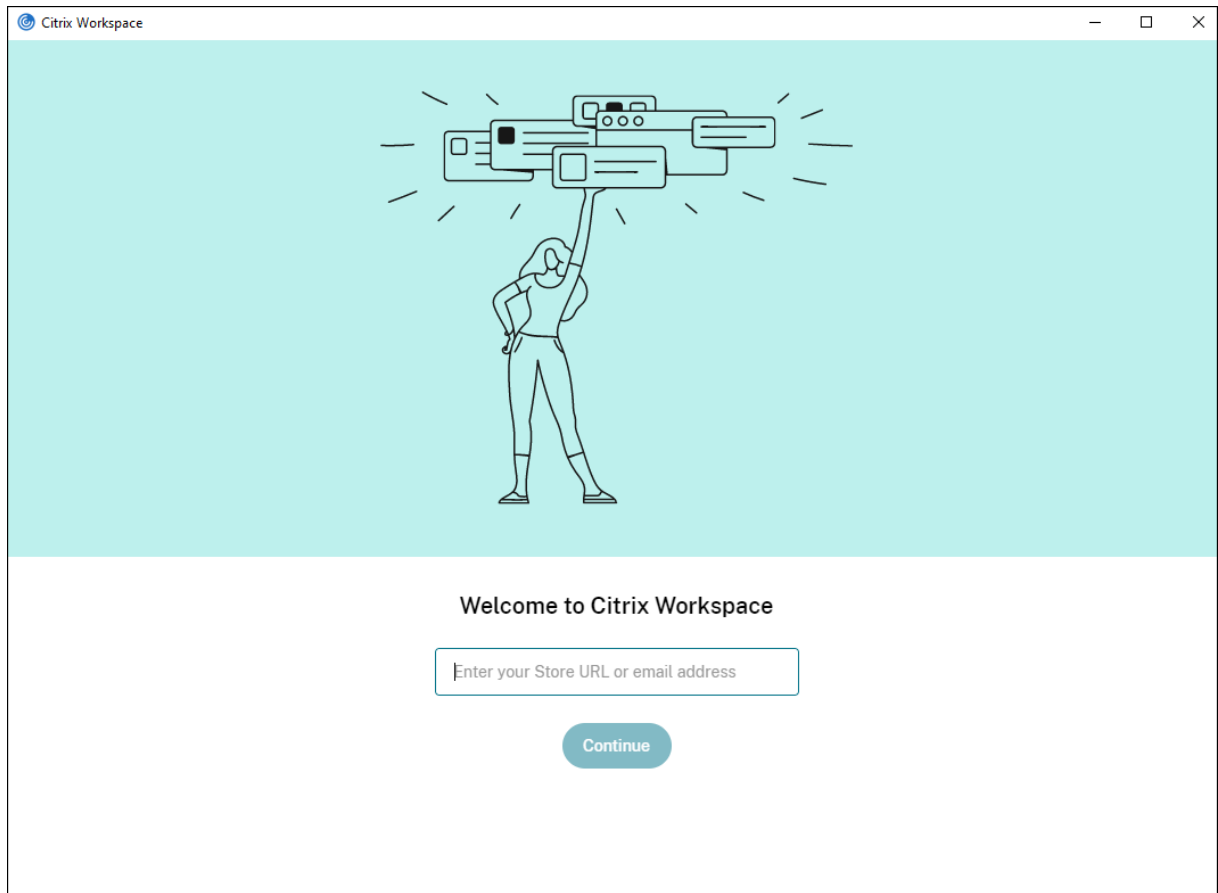 Citrix Workspace
Welcome to Citrix Workspace
Enter your Store URL or email address
Continue